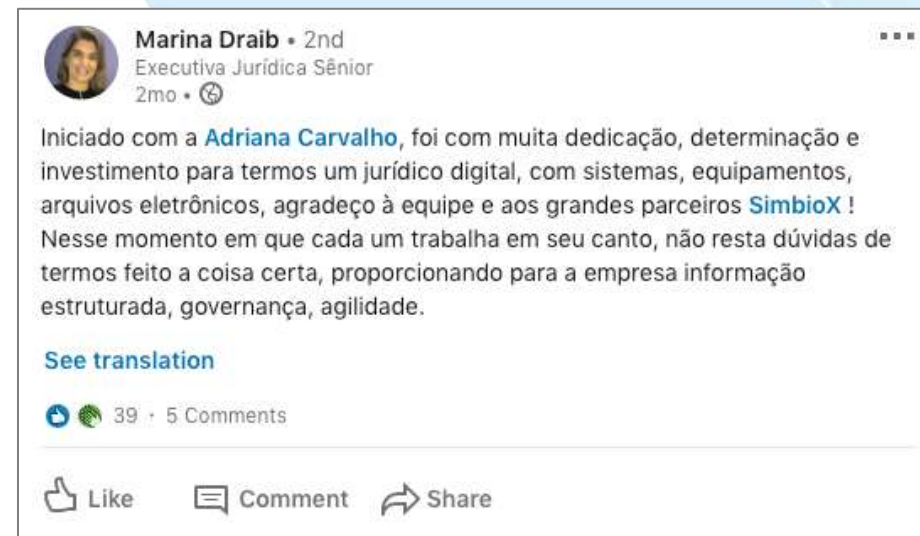 Marina Draib • 2nd
Executiva Jurídica Sênior
2mo •
Iniciado com a Adriana Carvalho, foi com muita dedicação, determinação e
investimento para termos um jurídico digital, com sistemas, equipamentos,
arquivos eletrônicos, agradeço à equipe e aos grandes parceiros SimbioX !
Nesse momento em que cada um trabalha em seu canto, não resta dúvidas de
termos feito a coisa certa, proporcionando para a empresa informação
estruturada, governança, agilidade.
See translation
39 · 5 Comments
Like Comment Share